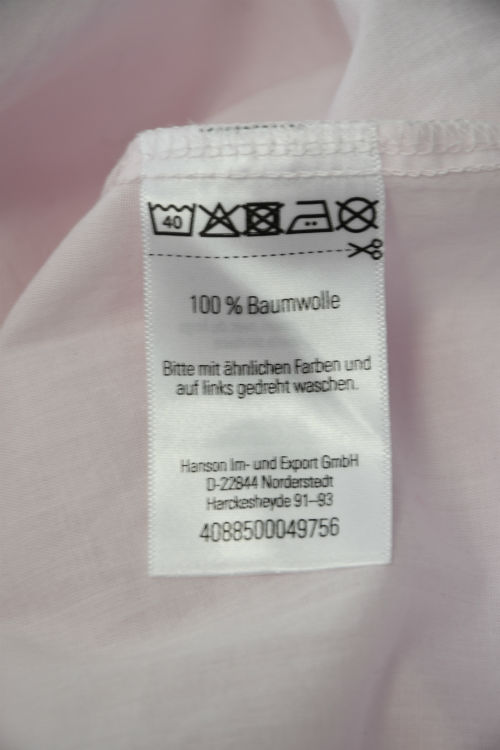 40
100 % Baumwolle
Bitte mit ähnlichen Farben und
auf links gedreht waschen.
Hanson Im- und Export GmbH
D-22844 Norderstedt
Harckesheyde 91–93
4088500049756